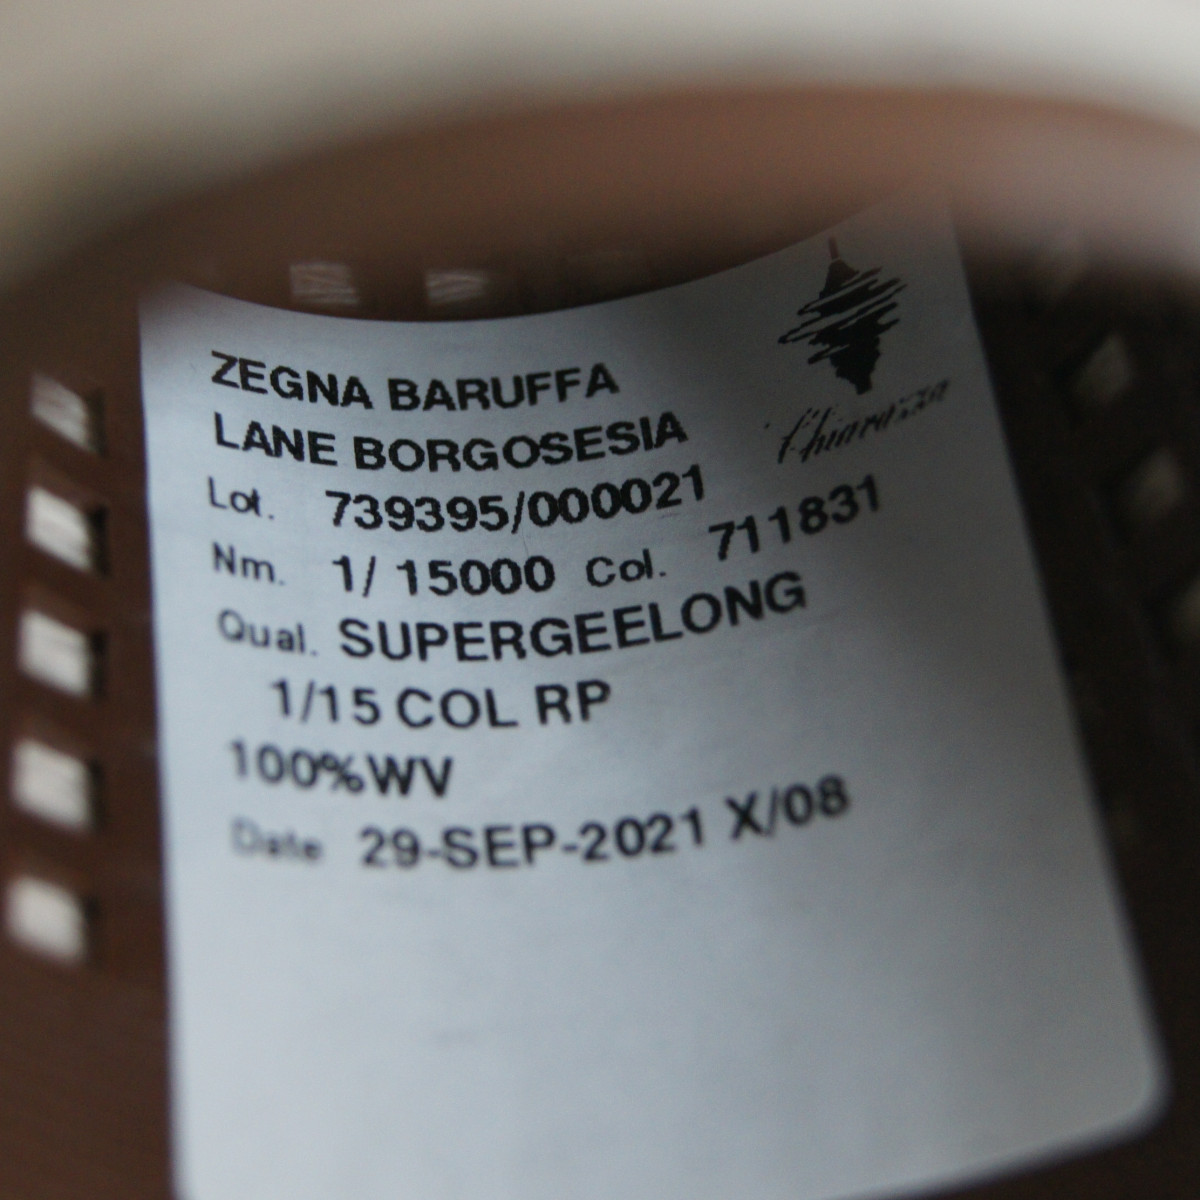 ZEGNA BARUFFA
LANE BORGOSESIA
Chiavazza
Lot. 739395/000021
Nm. 1/ 15000 Col. 711831
Qual. SUPERGEELONG
1/15 COL RP
100%WV
Date 29-SEP-2021 X/08